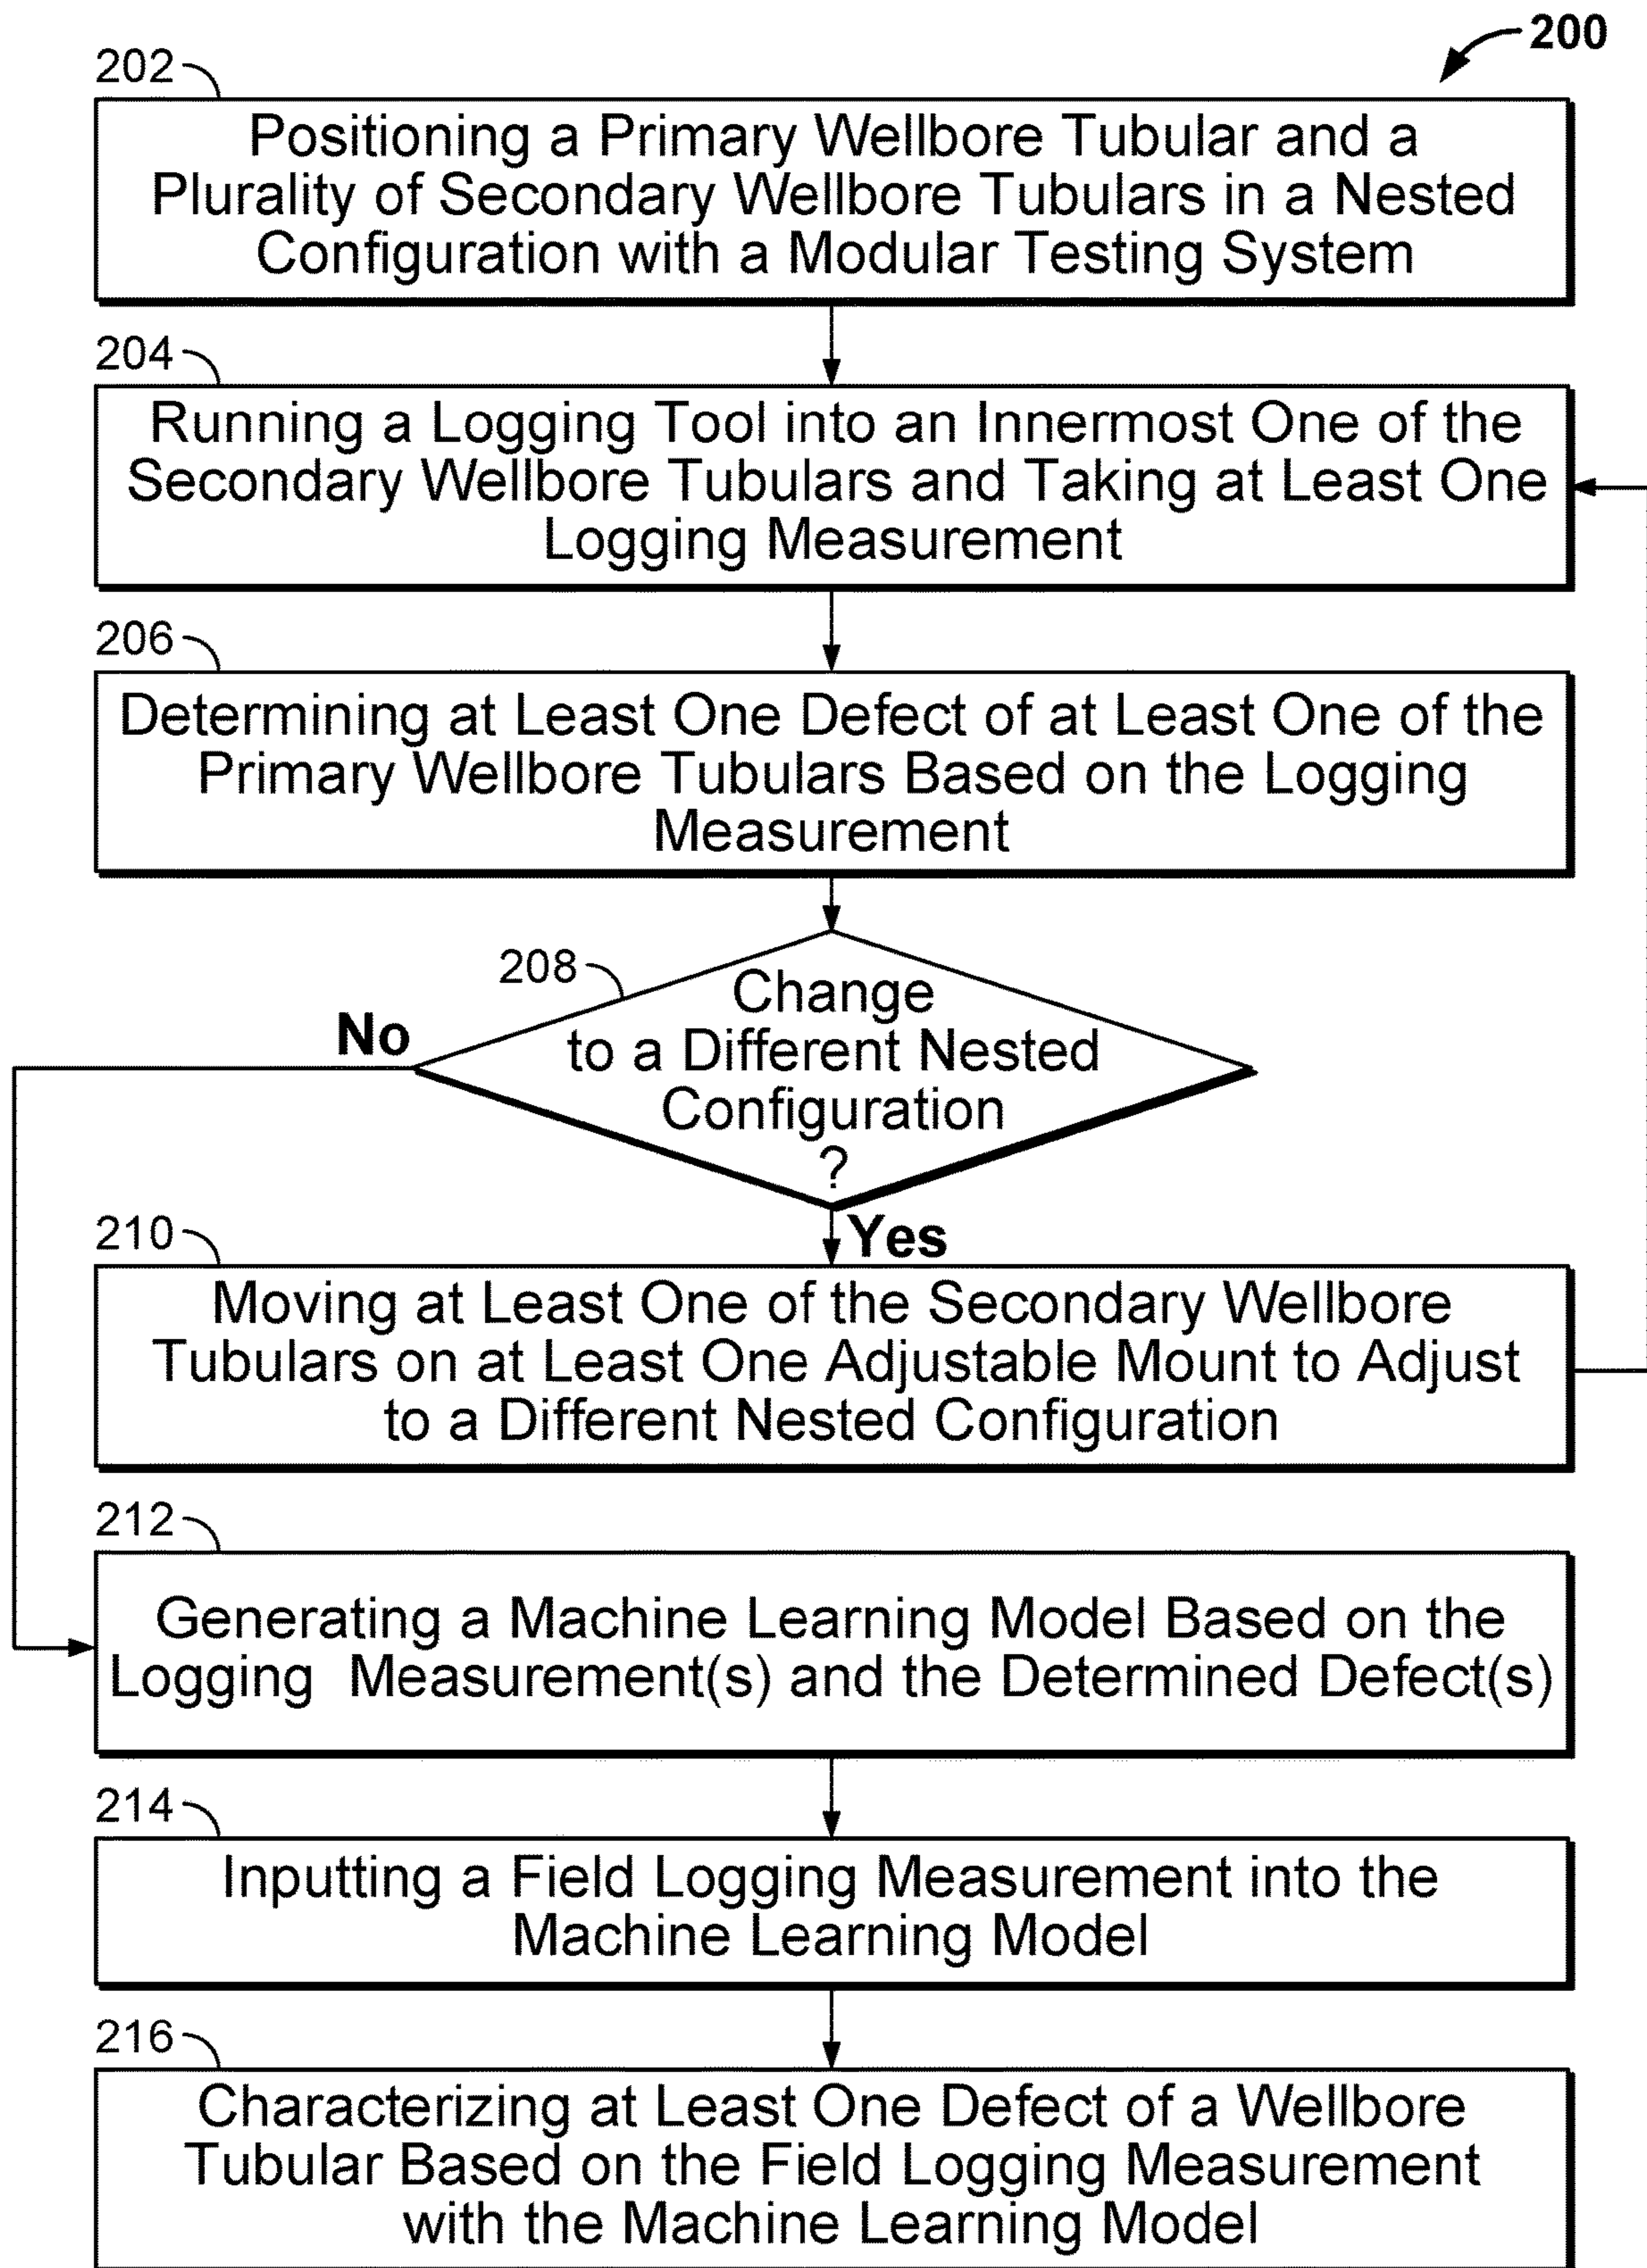 200
202
Positioning a Primary Wellbore Tubular and a
Plurality of Secondary Wellbore Tubulars in a Nested
Configuration with a Modular Testing System
204
Running a Logging Tool into an Innermost One of the
Secondary Wellbore Tubulars and Taking at Least One
Logging Measurement
206
Determining at Least One Defect of at Least One of the
Primary Wellbore Tubulars Based on the Logging
Measurement
208
Change
to a Different Nested
Configuration
?
No
Yes
210
Moving at Least One of the Secondary Wellbore
Tubulars on at Least One Adjustable Mount to Adjust
to a Different Nested Configuration
212
Generating a Machine Learning Model Based on the
Logging Measurement(s) and the Determined Defect(s)
214
Inputting a Field Logging Measurement into the
Machine Learning Model
216
Characterizing at Least One Defect of a Wellbore
Tubular Based on the Field Logging Measurement
with the Machine Learning Model